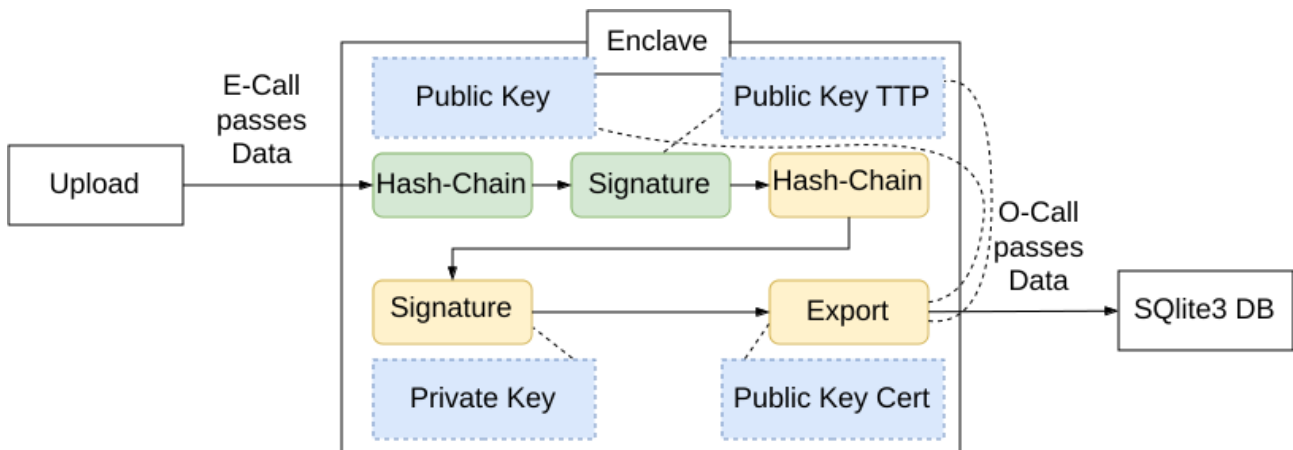 Enclave
E-Call
passes
Data
Public Key
Public Key TTP
Upload
Hash-Chain
Signature
Hash-Chain
O-Call
passes
Data
Signature
Export
SQlite3 DB
Private Key
Public Key Cert